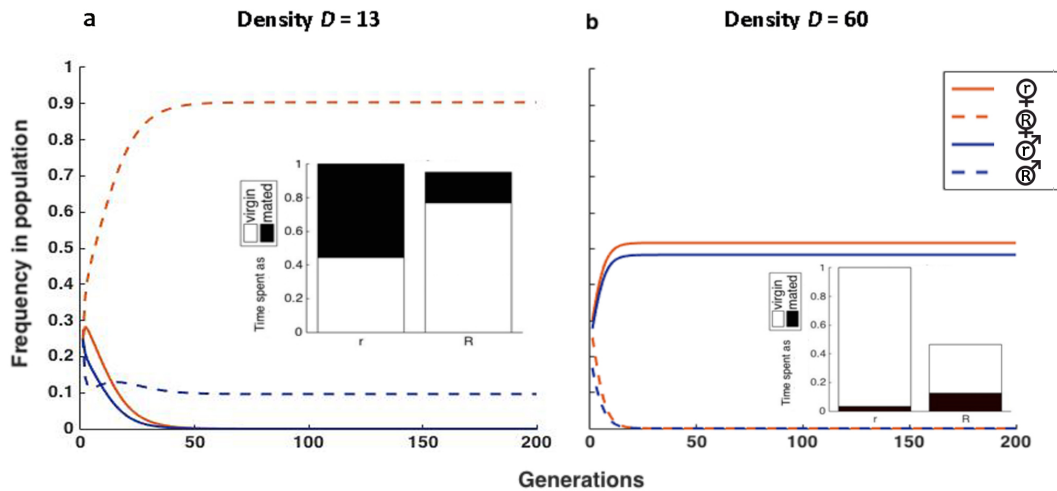 a
Density D = 13
b
Density D = 60
Frequency in population
1
0.9
0.8
0.7
0.6
0.5
0.4
0.3
0.2
0.1
0
0
50
100
150
200
Time spent as
virgin
mated
1
0.8
0.6
0.4
0.2
0
r
R
r
R
r
R
0
50
100
150
200
Time spent as
virgin
mated
1
0.8
0.6
0.4
0.2
0
r
R
Generations